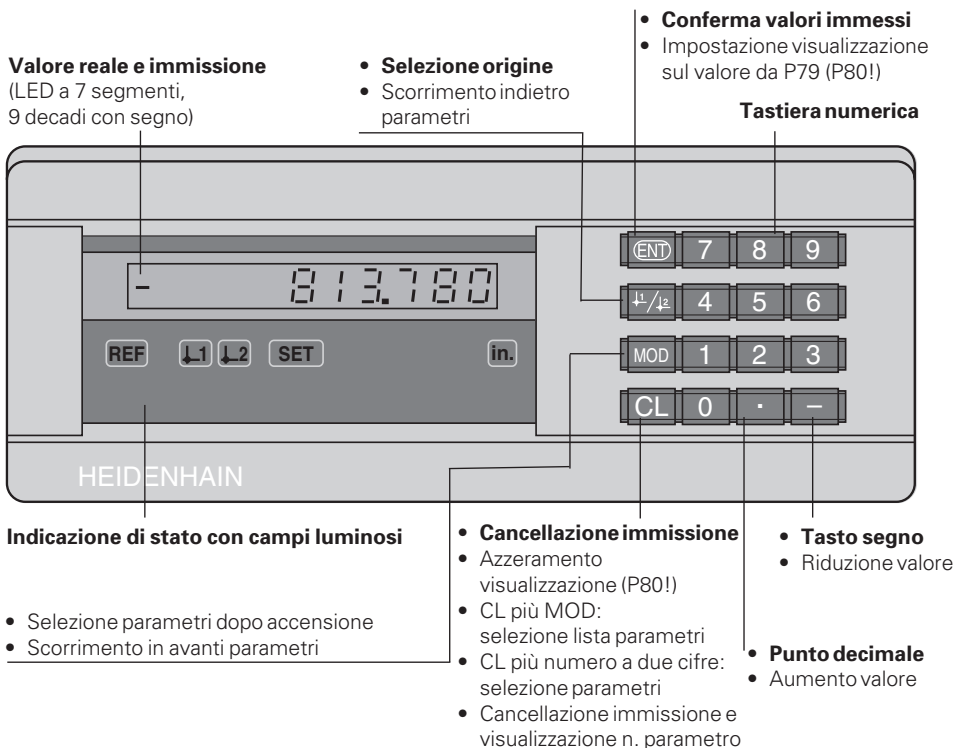 • Conferma valori immessi
• Impostazione visualizzazione
sul valore da P79 (P80!)
Valore reale e immissione
(LED a 7 segmenti,
9 decadi con segno)
• Selezione origine
• Scorrimento indietro
parametri
Tastiera numerica
- 813.780
REF 1 2 SET in.
ENT 7 8 9
1/2 4 5 6
MOD 1 2 3
CL 0 . –
HEIDENHAIN
Indicazione di stato con campi luminosi
• Selezione parametri dopo accensione
• Scorrimento in avanti parametri
• Cancellazione immissione
• Azzeramento
visualizzazione (P80!)
• CL più MOD:
selezione lista parametri
• CL più numero a due cifre:
selezione parametri
• Cancellazione immissione e
visualizzazione n. parametro
• Tasto segno
• Riduzione valore
• Punto decimale
• Aumento valore